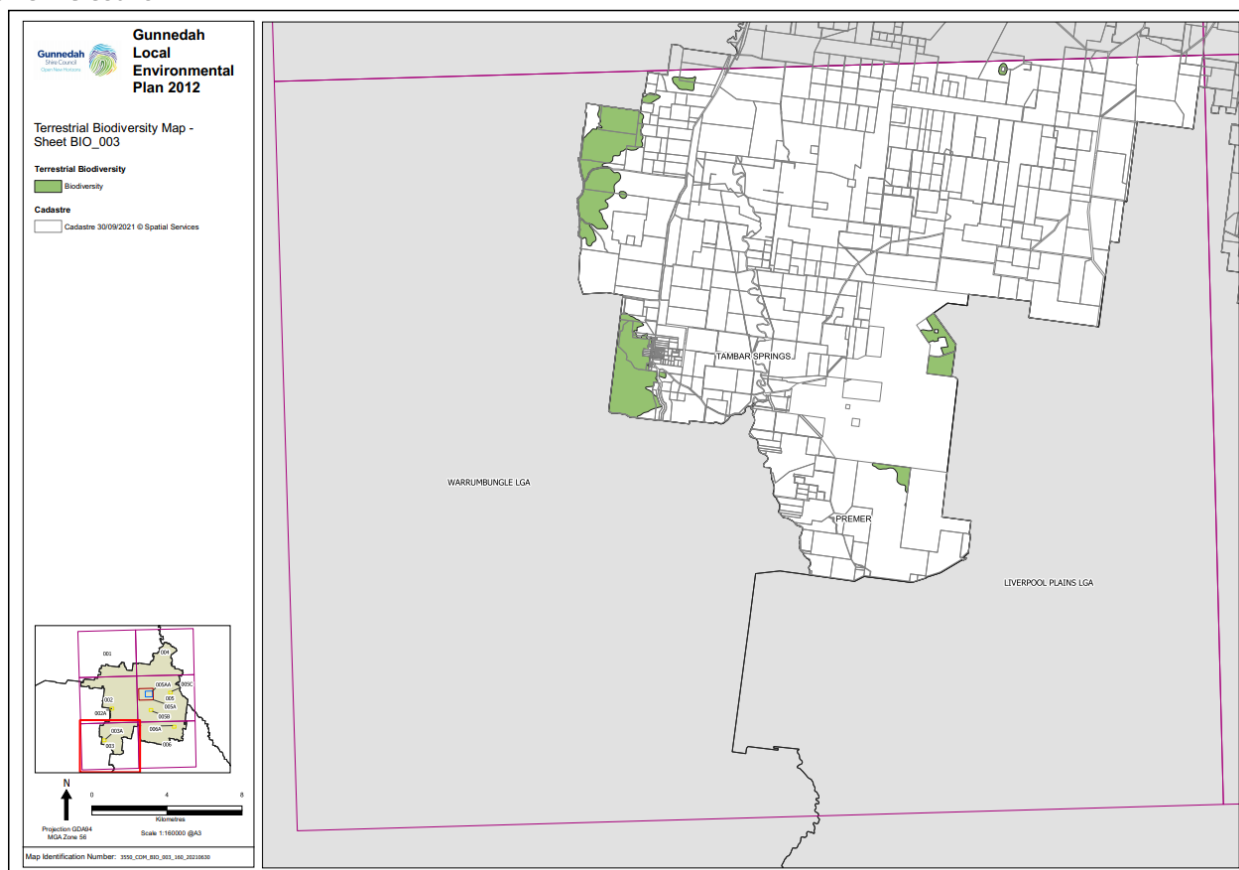 Gunnedah
Shire Council
Gunnedah
Local
Environmental
Plan 2012
Terrestrial Biodiversity Map -
Sheet BIO_003
Terrestrial Biodiversity
Biodiversity
Cadastre
Cadastre 30/09/2021 © Spatial Services
TAMBAR SPRINGS
WARRUMBUNGLE LGA
PREMER
LIVERPOOL PLAINS LGA
001
004
005AA
005C
002
005
005A
002A
005B
003A
006A
003
006
N
0 4 8
Kilometres
Projection GDA94
MGA Zone 56
Scale 1:160000 @A3
Map Identification Number: 3550_COM_BIO_003_160_20210630